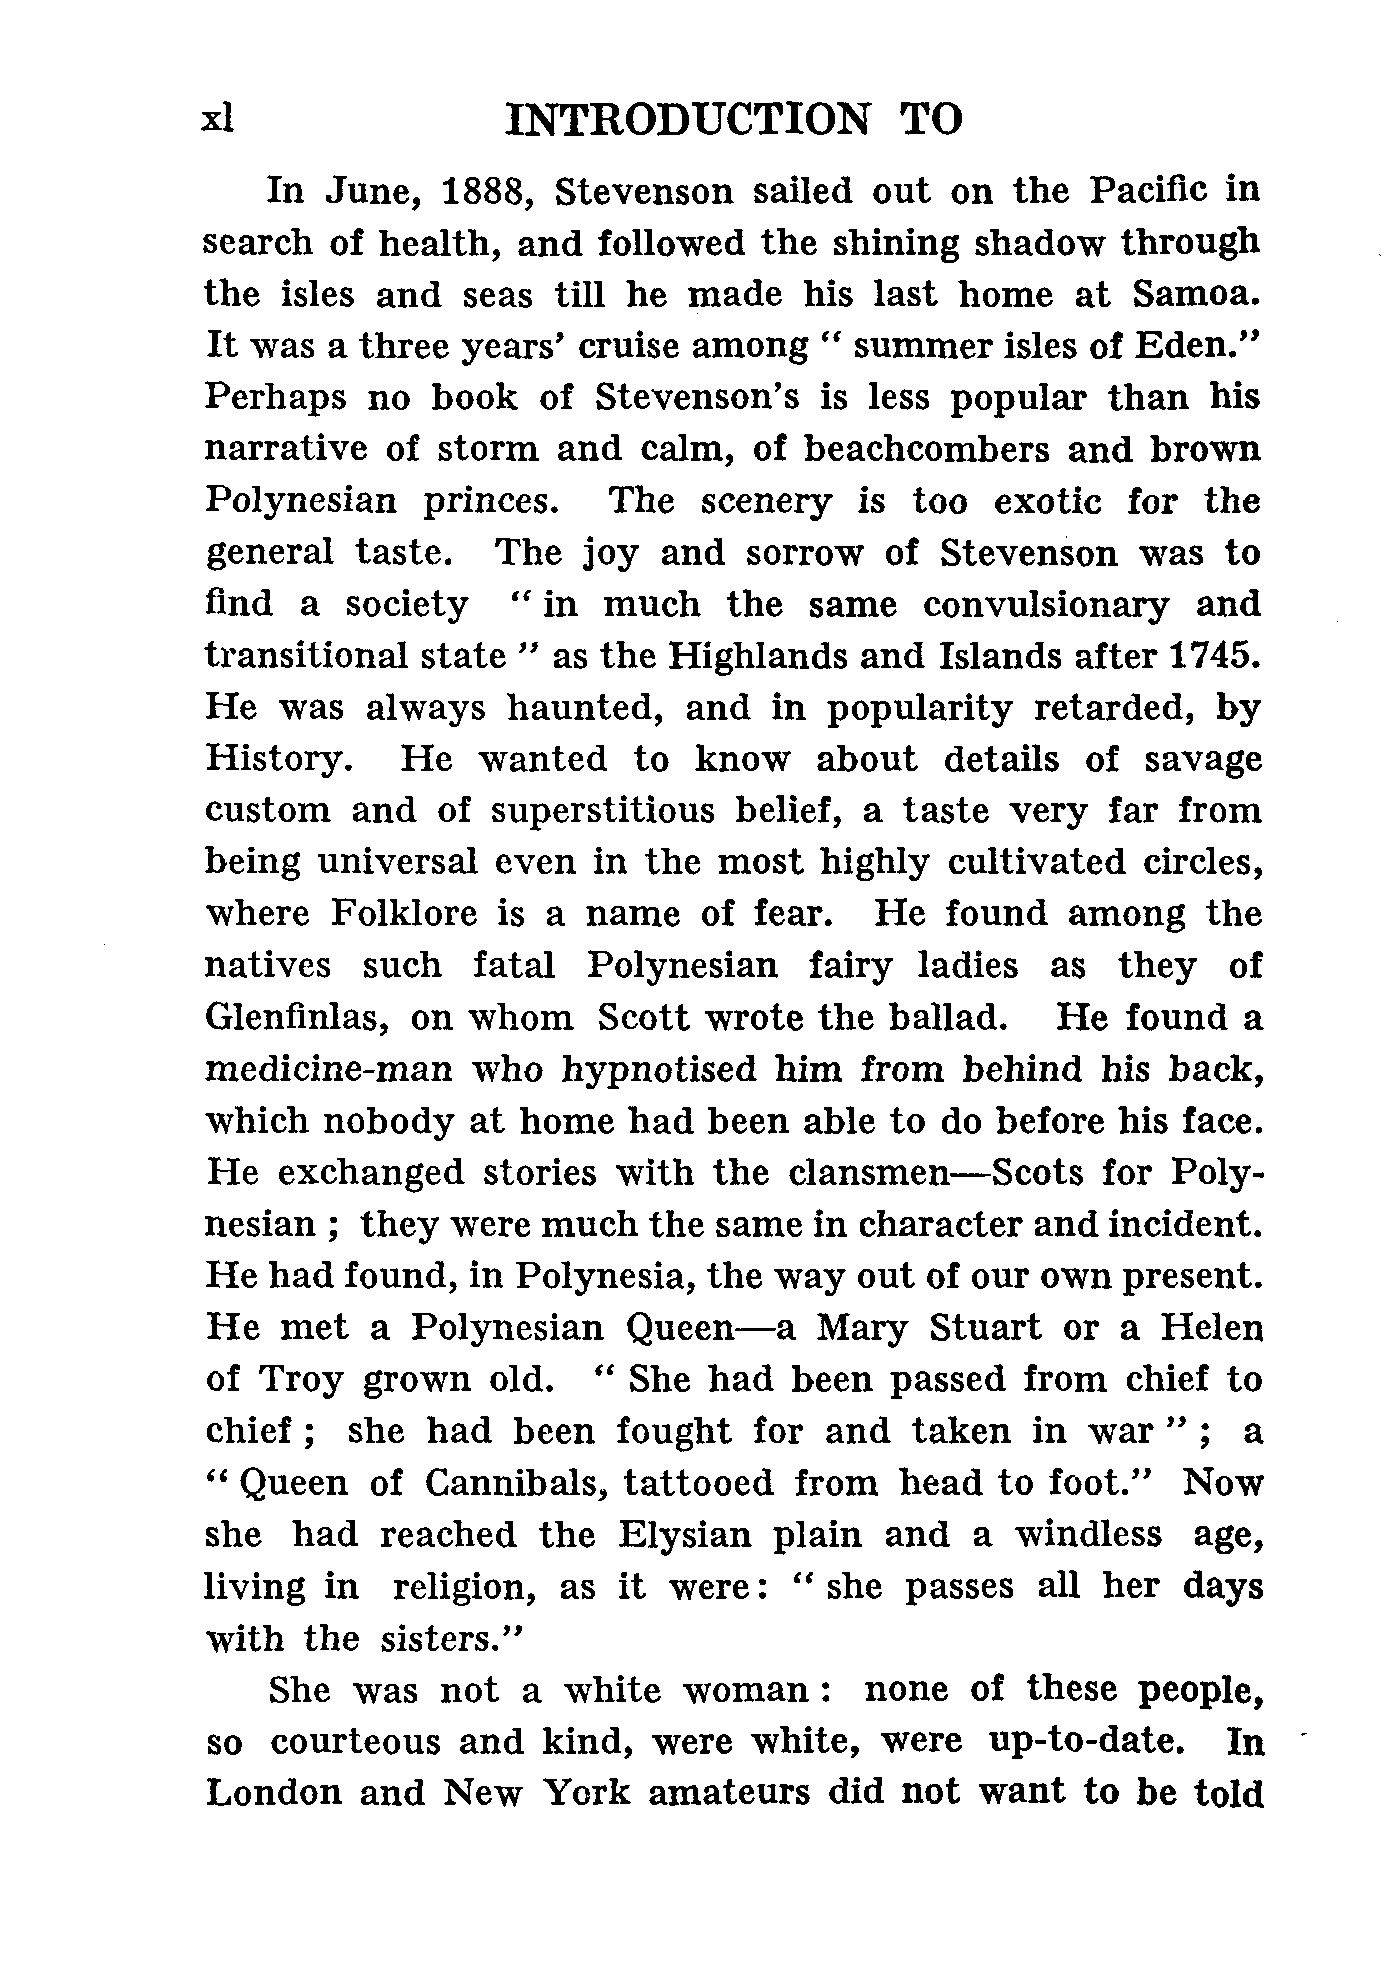 xl INTRODUCTION TO
In June, 1888, Stevenson sailed out on the Pacific in
search of health, and followed the shining shadow through
the isles and seas till he made his last home at Samoa.
It was a three years' cruise among " summer isles of Eden."
Perhaps no book of Stevenson's is less popular than his
narrative of storm and calm, of beachcombers and brown
Polynesian princes. The scenery is too exotic for the
general taste. The joy and sorrow of Stevenson was to
find a society " in much the same convulsionary and
transitional state " as the Highlands and Islands after 1745.
He was always haunted, and in popularity retarded, by
History. He wanted to know about details of savage
custom and of superstitious belief, a taste very far from
being universal even in the most highly cultivated circles,
where Folklore is a name of fear. He found among the
natives such fatal Polynesian fairy ladies as they of
Glenfinlas, on whom Scott wrote the ballad. He found a
medicine-man who hypnotised him from behind his back,
which nobody at home had been able to do before his face.
He exchanged stories with the clansmen—Scots for Poly-
nesian ; they were much the same in character and incident.
He had found, in Polynesia, the way out of our own present.
He met a Polynesian Queen—a Mary Stuart or a Helen
of Troy grown old. " She had been passed from chief to
chief ; she had been fought for and taken in war " ; a
" Queen of Cannibals, tattooed from head to foot." Now
she had reached the Elysian plain and a windless age,
living in religion, as it were: " she passes all her days
with the sisters."
She was not a white woman : none of these people,
so courteous and kind, were white, were up-to-date. In
London and New York amateurs did not want to be told